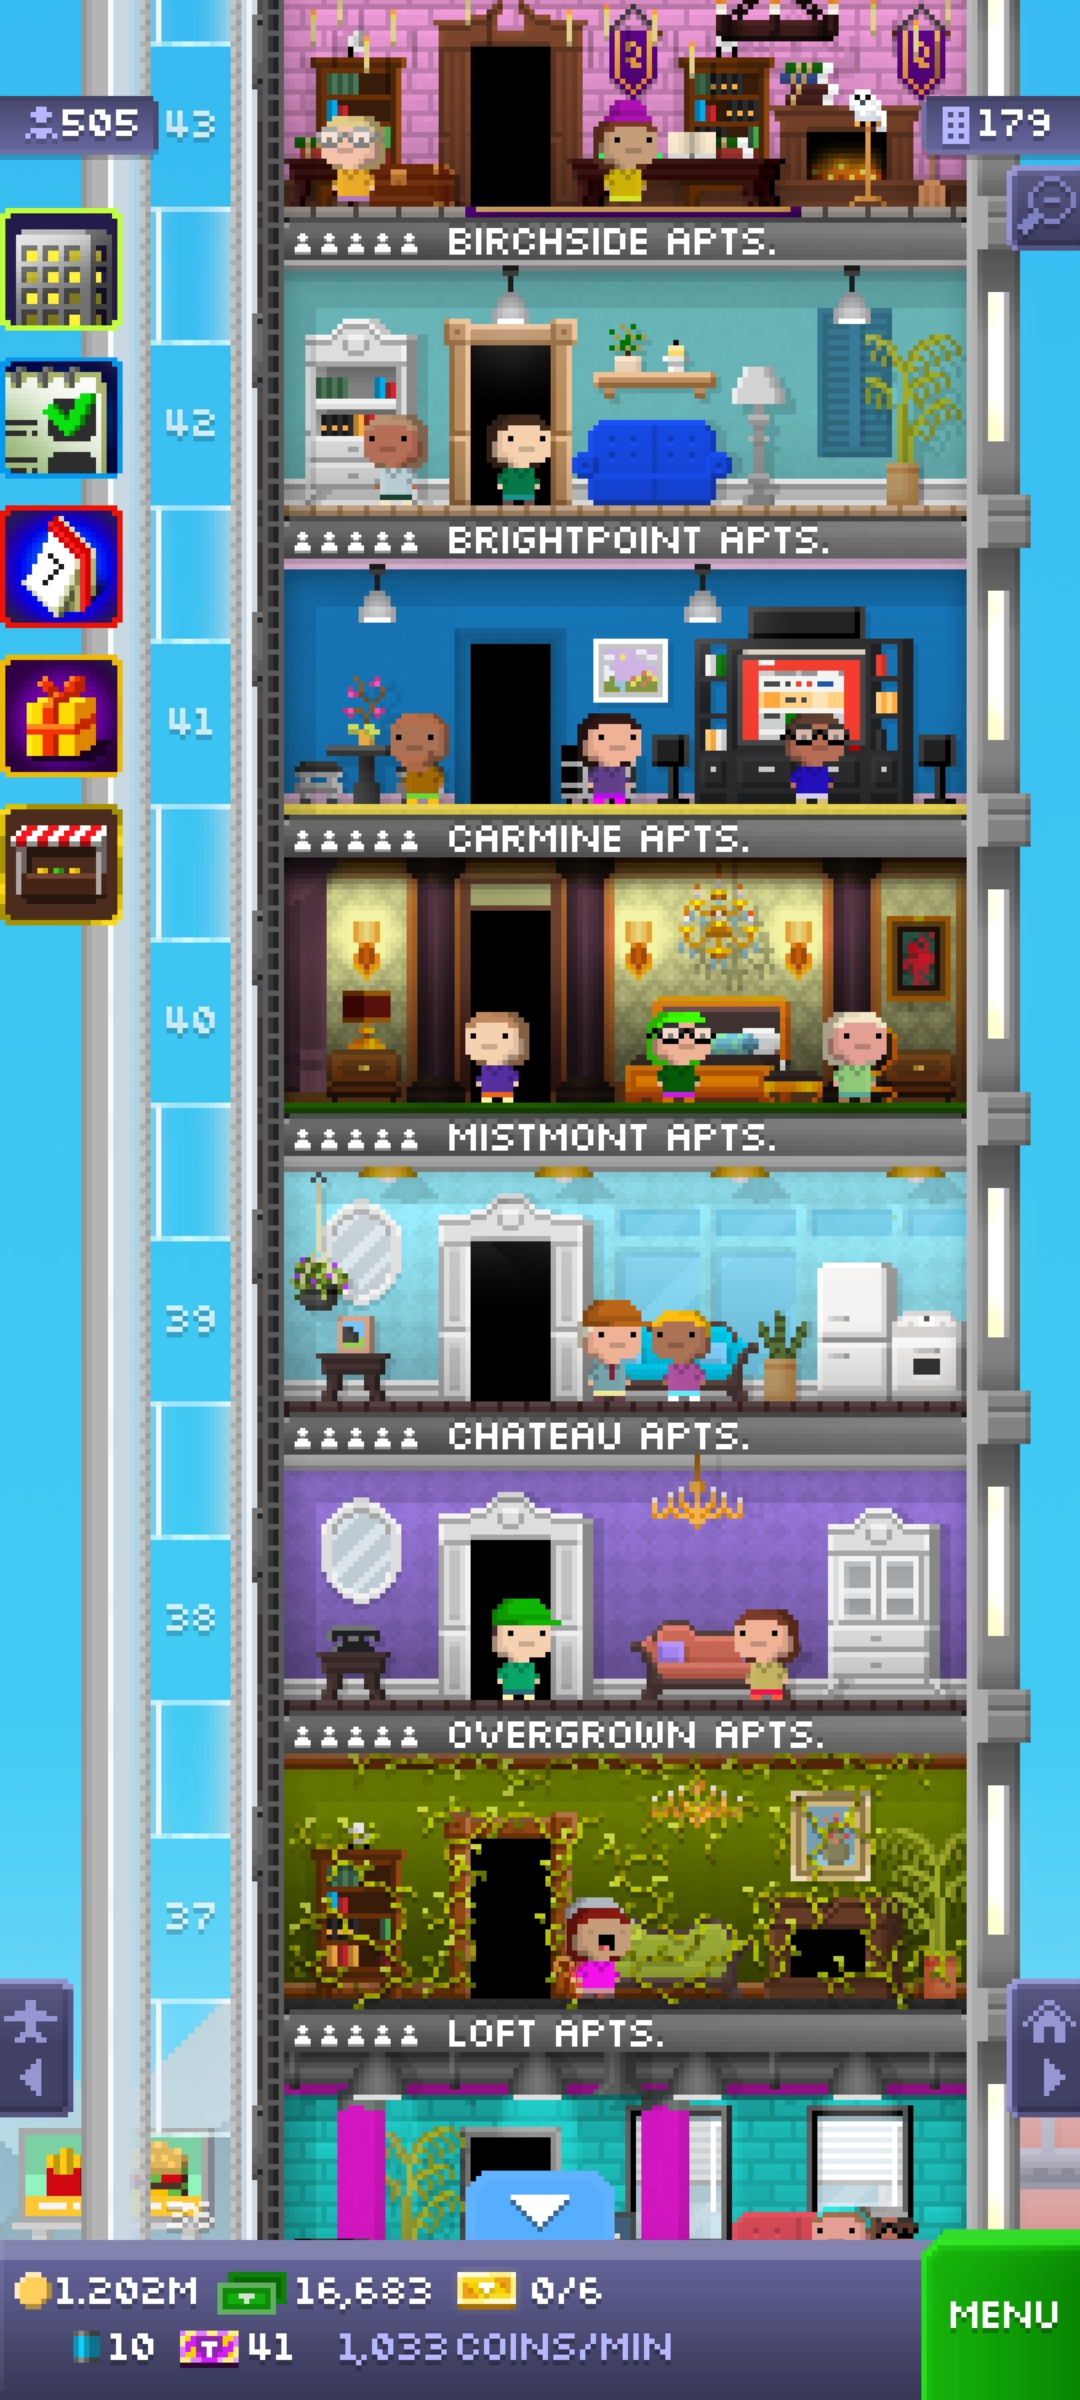 505
43
179
BIRCHSIDE APTS.
42
BRIGHTPOINT APTS.
7
41
CARMINE APTS.
40
MISTMONT APTS.
39
CHATEAU APTS.
38
OVERGROWN APTS.
37
LOFT APTS.
1.202M 16,683 0/6
MENU
10 T 41 1,033 COINS/MIN